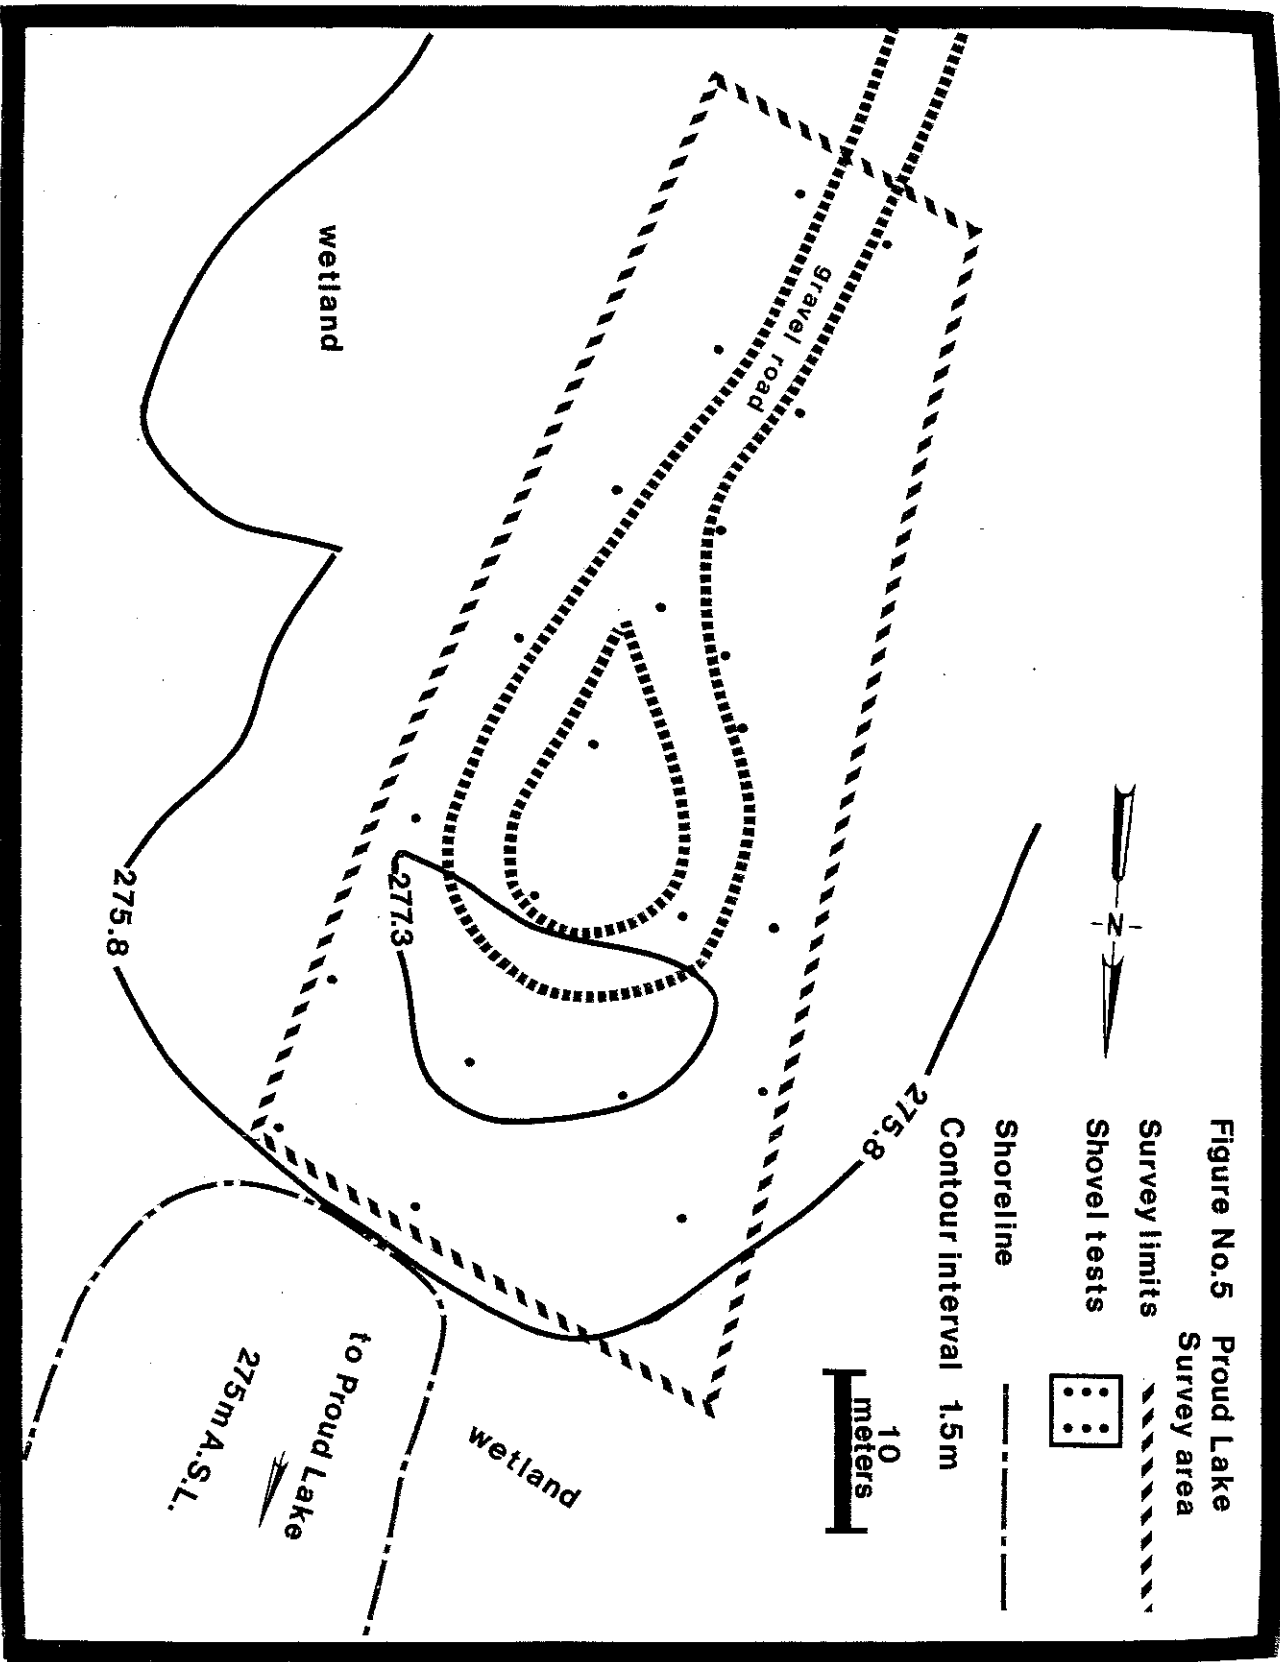 Figure No.5 Proud Lake
Survey area
Survey limits
Shovel tests
Shoreline
Contour interval 1.5m
10
meters
N
gravel road
wetland
277.3
275.8
275.8
wetland
to Proud Lake
275m A.S.L.